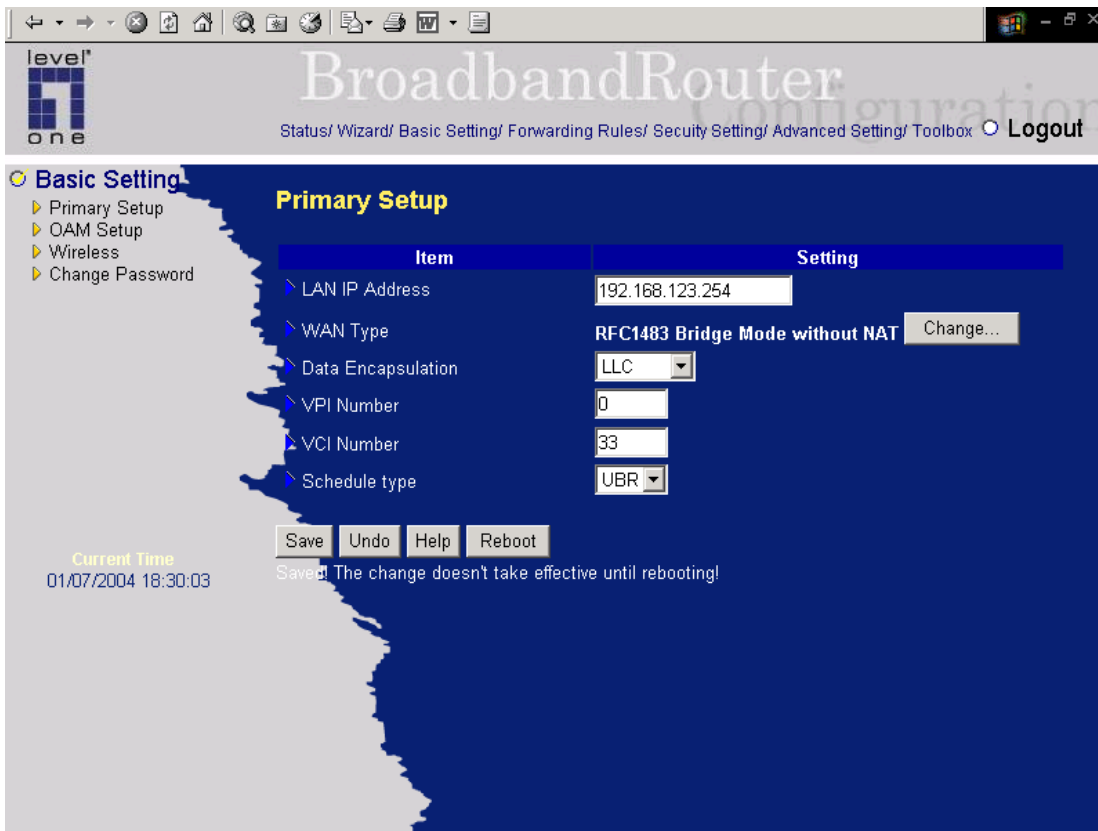 level
one
BroadbandRouter
Configuration
Status/ Wizard/ Basic Setting/ Forwarding Rules/ Secuity Setting/ Advanced Setting/ Toolbox Logout
Basic Setting
Primary Setup
OAM Setup
Wireless
Change Password
Current Time
01/07/2004 18:30:03
Primary Setup
Item Setting
LAN IP Address 192.168.123.254
WAN Type RFC1483 Bridge Mode without NAT Change...
Data Encapsulation LLC
VPI Number 0
VCI Number 33
Schedule type UBR
Save Undo Help Reboot
Saved! The change doesn't take effective until rebooting!